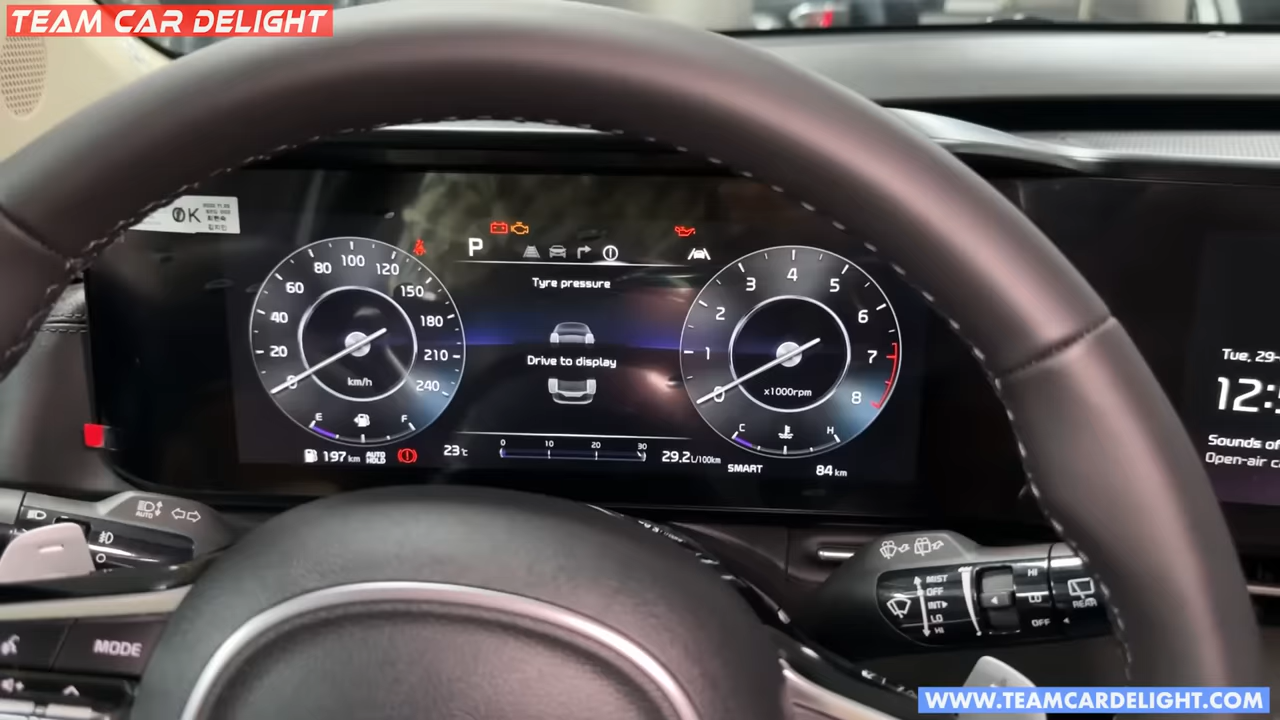 TEAM CAR DELIGHT
OK
P
Tyre pressure
Drive to display
20
40
60
80
100
120
150
180
210
240
0
km/h
E
F
0
1
2
3
4
5
6
7
8
x1000rpm
C
H
197 km
AUTO HOLD
23℃
0 10 20 30
29.2 L/100km
SMART
84 km
Tue, 29-
12:
Sounds of
Open-air c
AUTO
MODE
MIST
OFF
INT
LO
HI
HI
LO
OFF
REAR
WWW.TEAMCARDELIGHT.COM